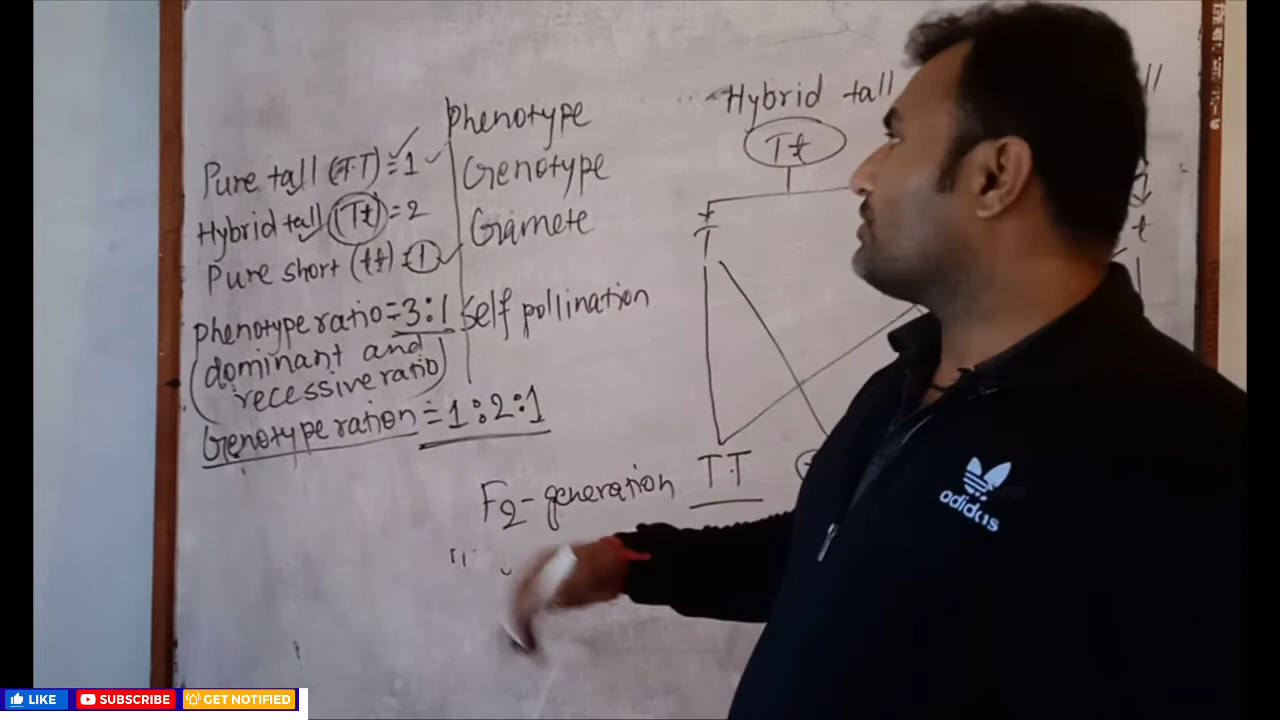 Phenotype
Pure tall (T.T) = 1
Genotype
Hybrid tall (Tt) = 2
Gamete
Pure short (tt) = 1
Phenotype ratio = 3:1
Self pollination
(dominant and
recessive ratio)
Genotype ration = 1:2:1
Hybrid tall
Tt
T
t
F2-generation
T.T
adidas
LIKE
SUBSCRIBE
GET NOTIFIED